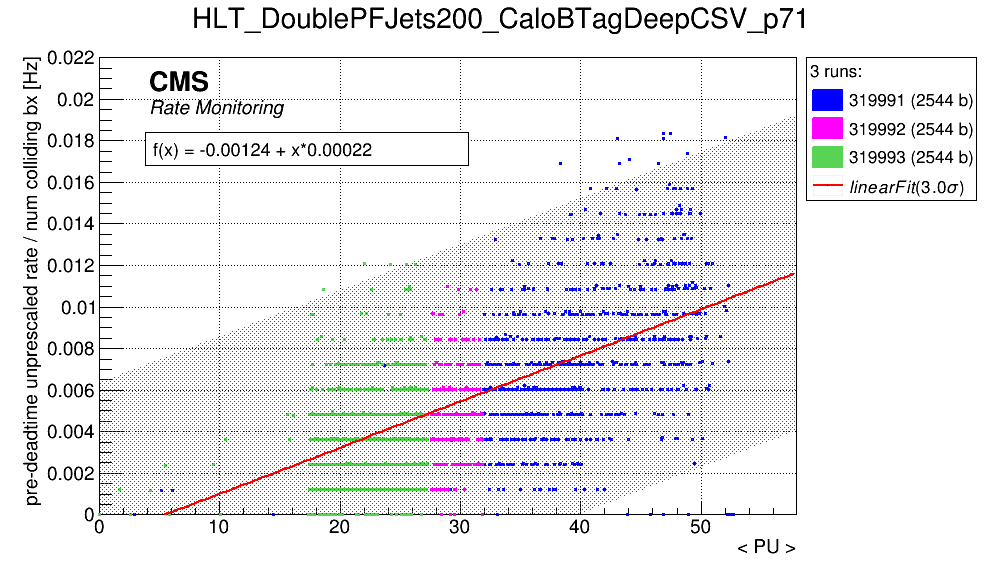 HLT_DoublePFJets200_CaloBTagDeepCSV_p71
pre-deadtime unprescaled rate / num colliding bx [Hz]
0.022
0.02
0.018
0.016
0.014
0.012
0.01
0.008
0.006
0.004
0.002
0
CMS
Rate Monitoring
f(x) = -0.00124 + x*0.00022
3 runs:
319991 (2544 b)
319992 (2544 b)
319993 (2544 b)
linearFit(3.0σ)
0 10 20 30 40 50
< PU >